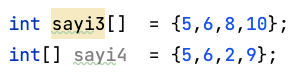 int sayi3[]  = {5,6,8,10};
int[] sayi4  = {5,6,2,9};